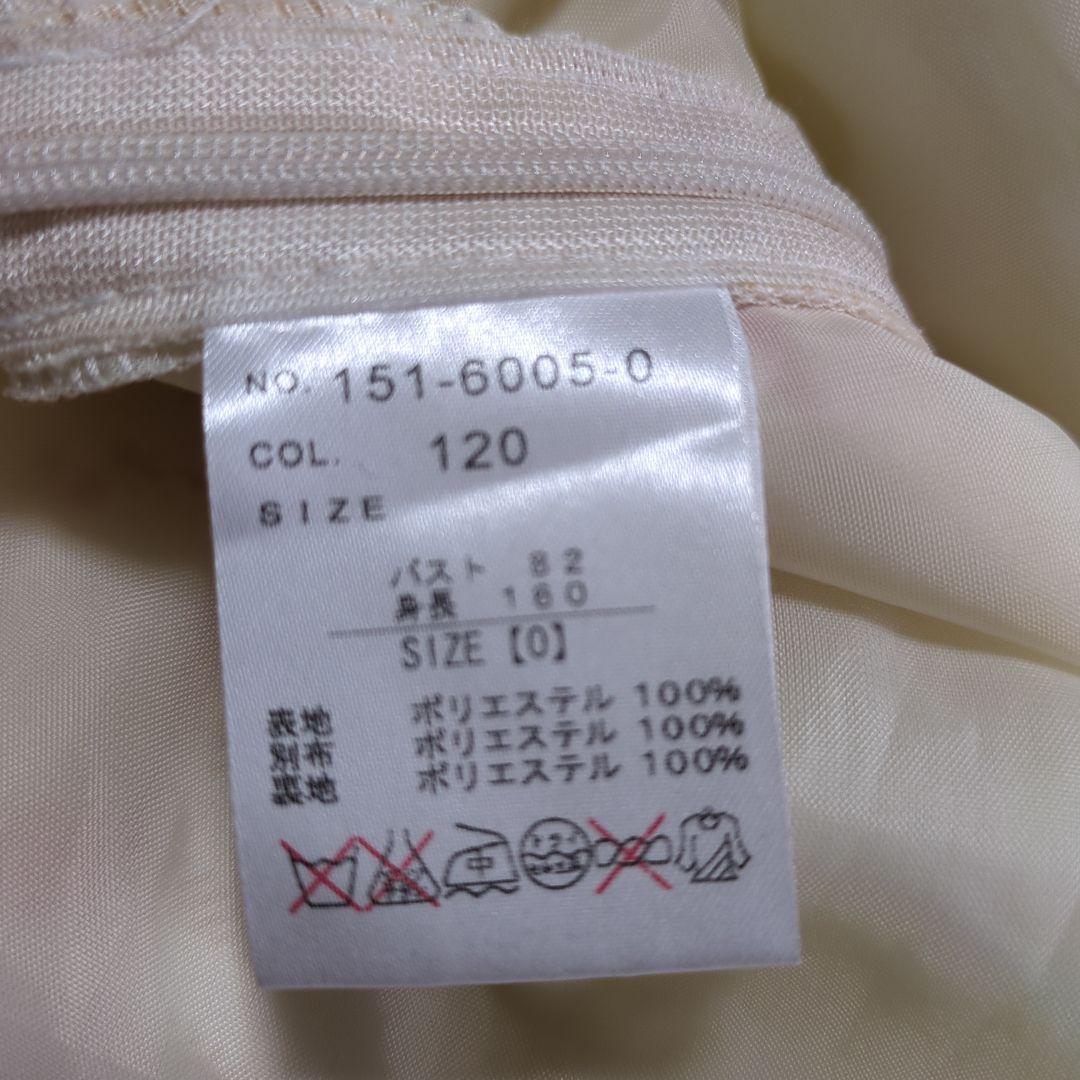 NO. 151-6005-0
COL. 120
SIZE
バスト 82
身長 160
SIZE【0】
表地 ポリエステル 100%
別布 ポリエステル 100%
裏地 ポリエステル 100%
中